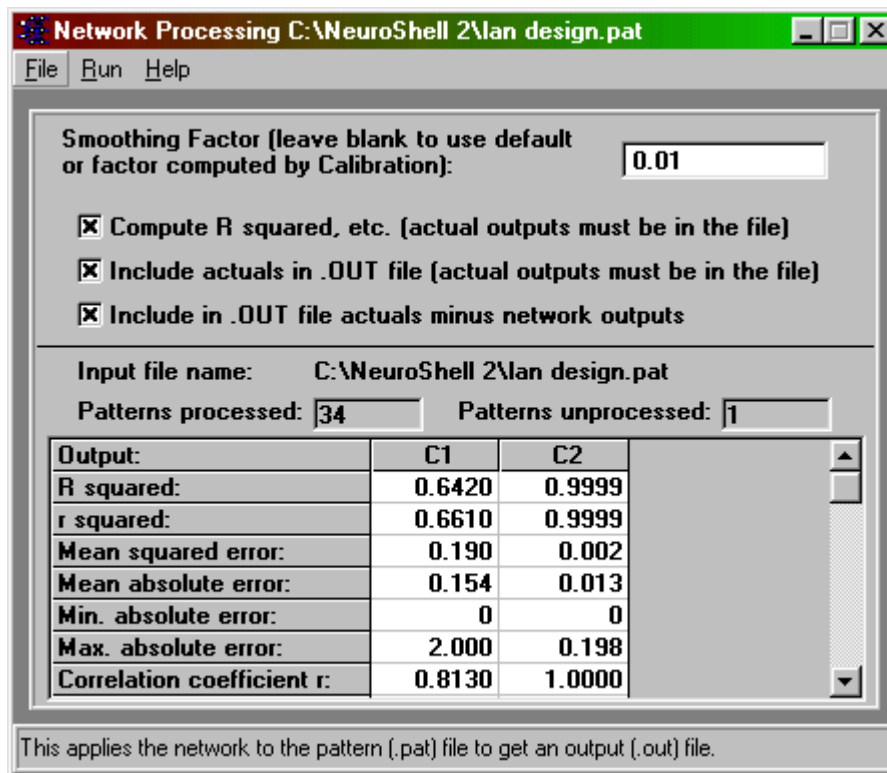 Network Processing C:\NeuroShell 2\lan design.pat
File Run Help
Smoothing Factor (leave blank to use default
or factor computed by Calibration):
0.01
Compute R squared, etc. (actual outputs must be in the file)
Include actuals in .OUT file (actual outputs must be in the file)
Include in .OUT file actuals minus network outputs
Input file name: C:\NeuroShell 2\lan design.pat
Patterns processed: 34 Patterns unprocessed: 1
Output: C1 C2
R squared: 0.6420 0.9999
r squared: 0.6610 0.9999
Mean squared error: 0.190 0.002
Mean absolute error: 0.154 0.013
Min. absolute error: 0 0
Max. absolute error: 2.000 0.198
Correlation coefficient r: 0.8130 1.0000
This applies the network to the pattern (.pat) file to get an output (.out) file.